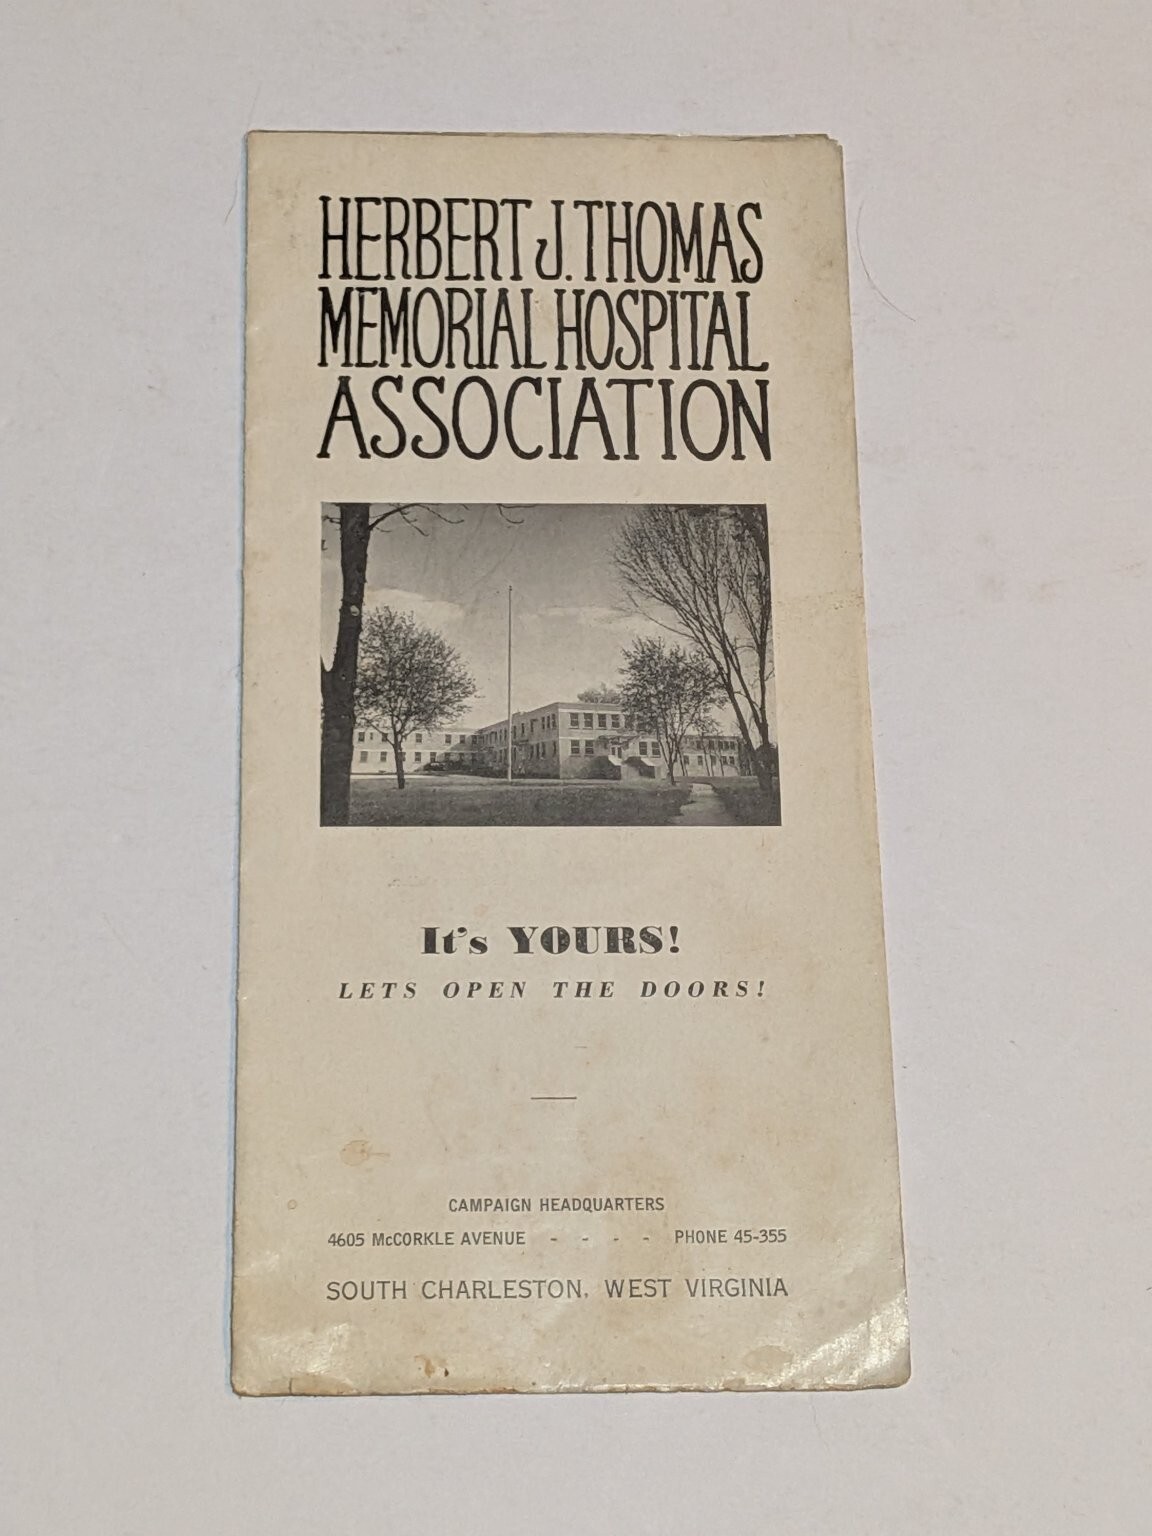 HERBERT J. THOMAS
MEMORIAL HOSPITAL
ASSOCIATION
It's YOURS!
LETS OPEN THE DOORS!
CAMPAIGN HEADQUARTERS
4605 McCORKLE AVENUE - - - - PHONE 45-355
SOUTH CHARLESTON, WEST VIRGINIA